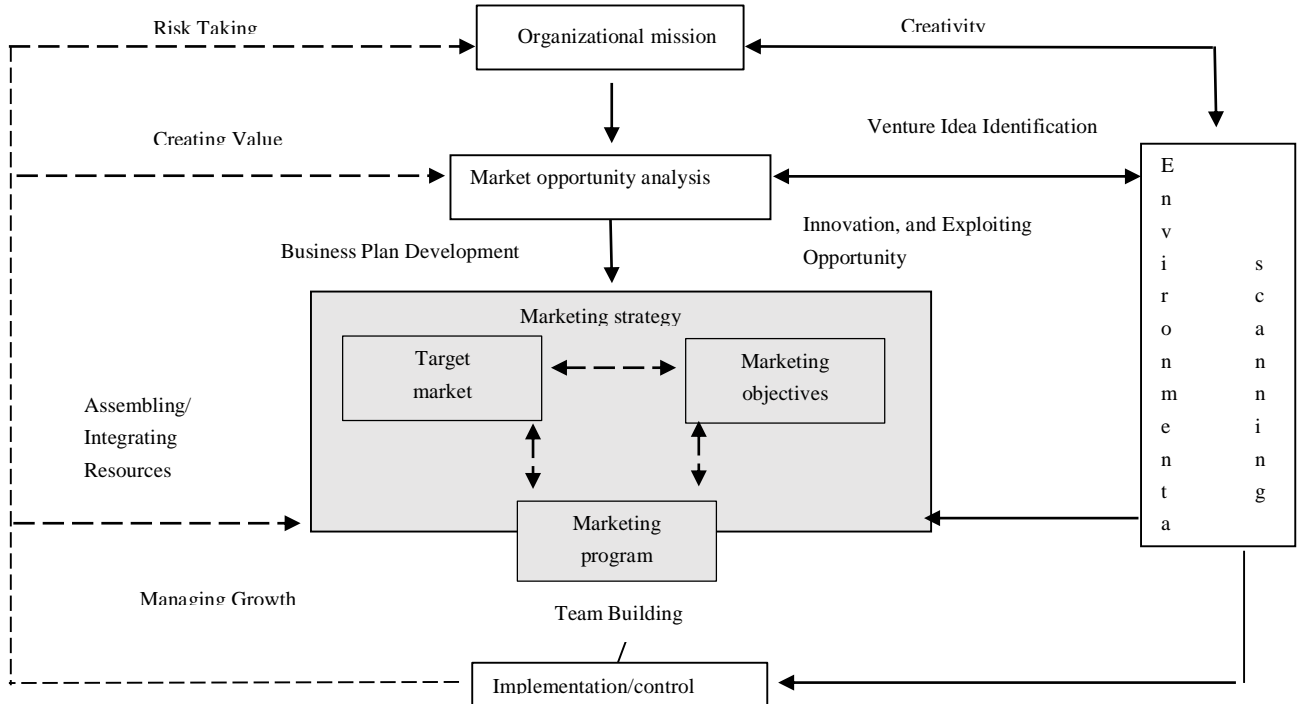 Risk Taking
Organizational mission
Creativity
Creating Value
Venture Idea Identification
Market opportunity analysis
Business Plan Development
Innovation, and Exploiting
Opportunity
Environmenta
scanning
Marketing strategy
Target
market
Marketing
objectives
Assembling/
Integrating
Resources
Marketing
program
Managing Growth
Team Building
Implementation/control